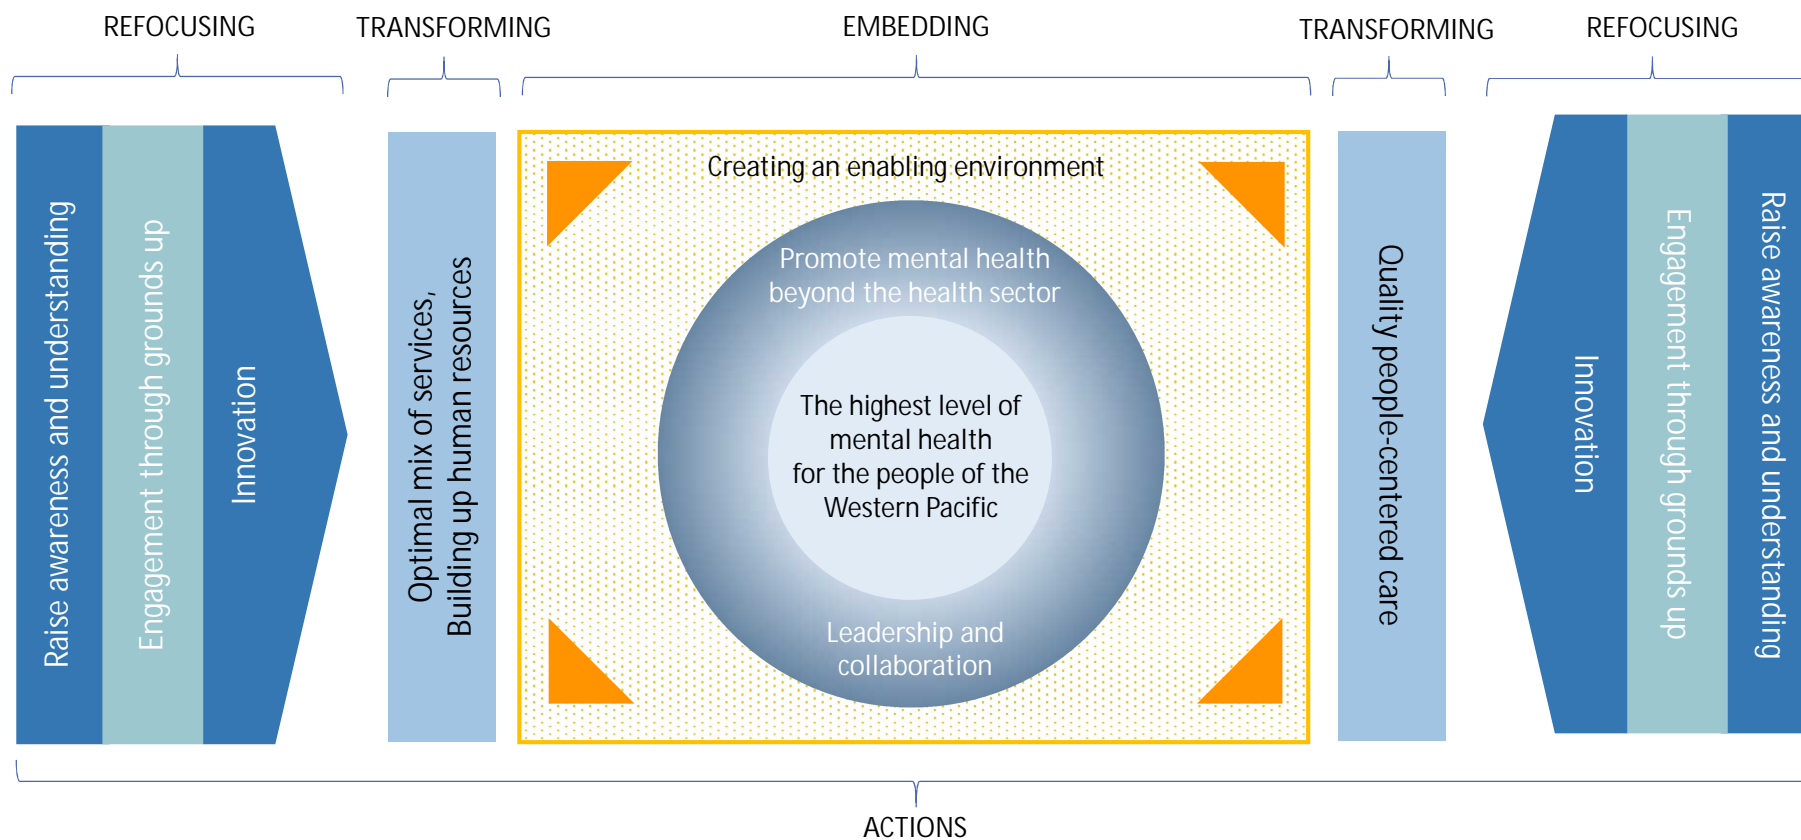 REFOCUSING
TRANSFORMING
EMBEDDING
TRANSFORMING
REFOCUSING
Raise awareness and understanding
Engagement through grounds up
Innovation
Optimal mix of services,
Building up human resources
Creating an enabling environment
Promote mental health
beyond the health sector
The highest level of
mental health
for the people of the
Western Pacific
Leadership and
collaboration
Quality people-centered care
Innovation
Engagement through grounds up
Raise awareness and understanding
ACTIONS